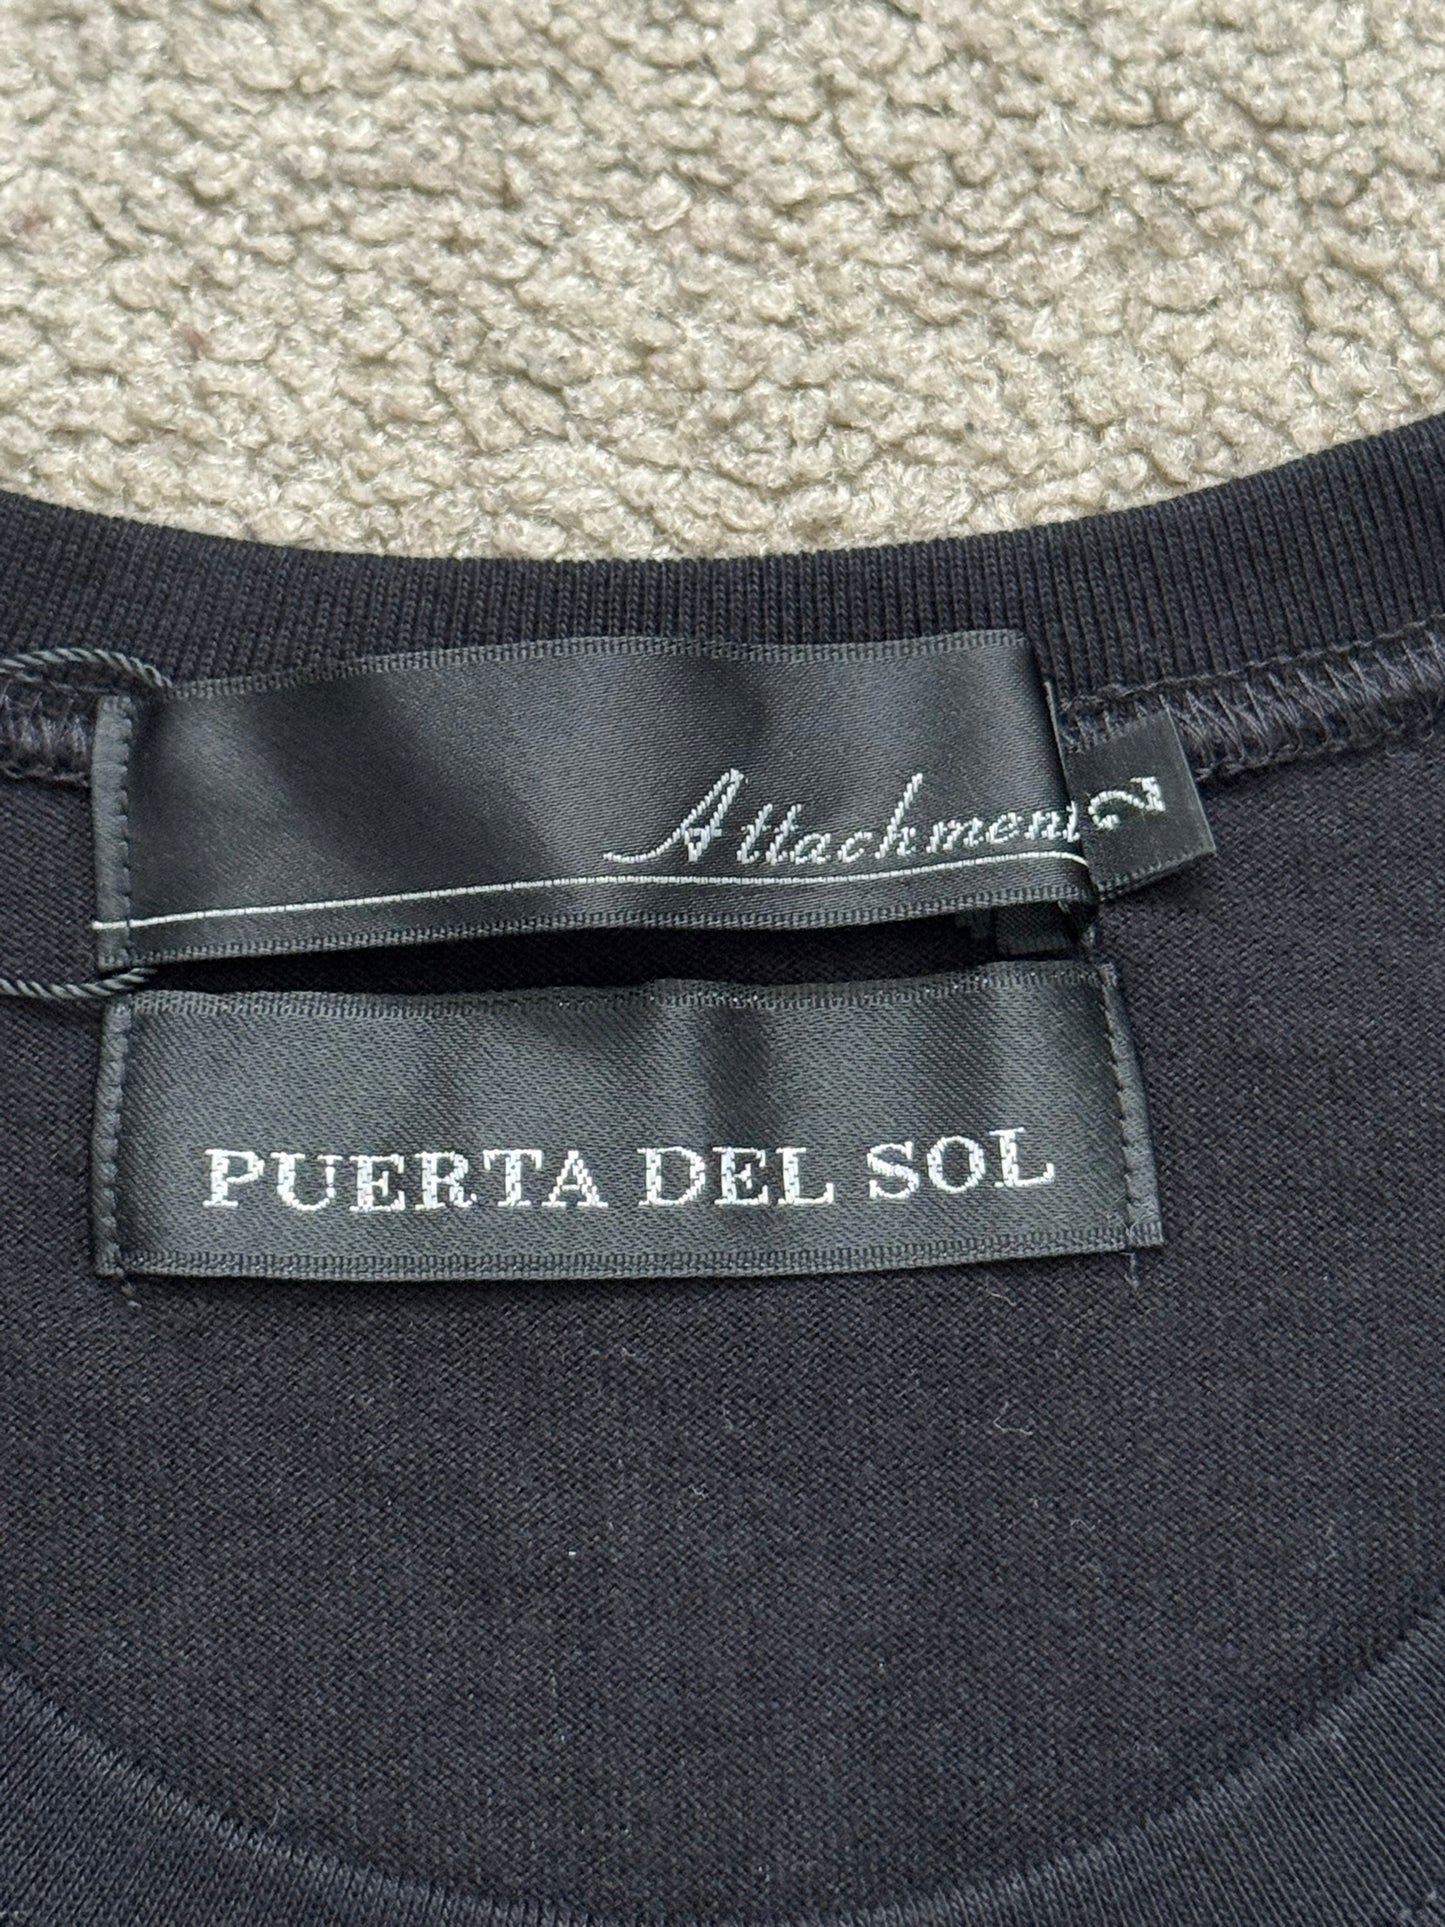 Attachment
2
PUERTA DEL SOL